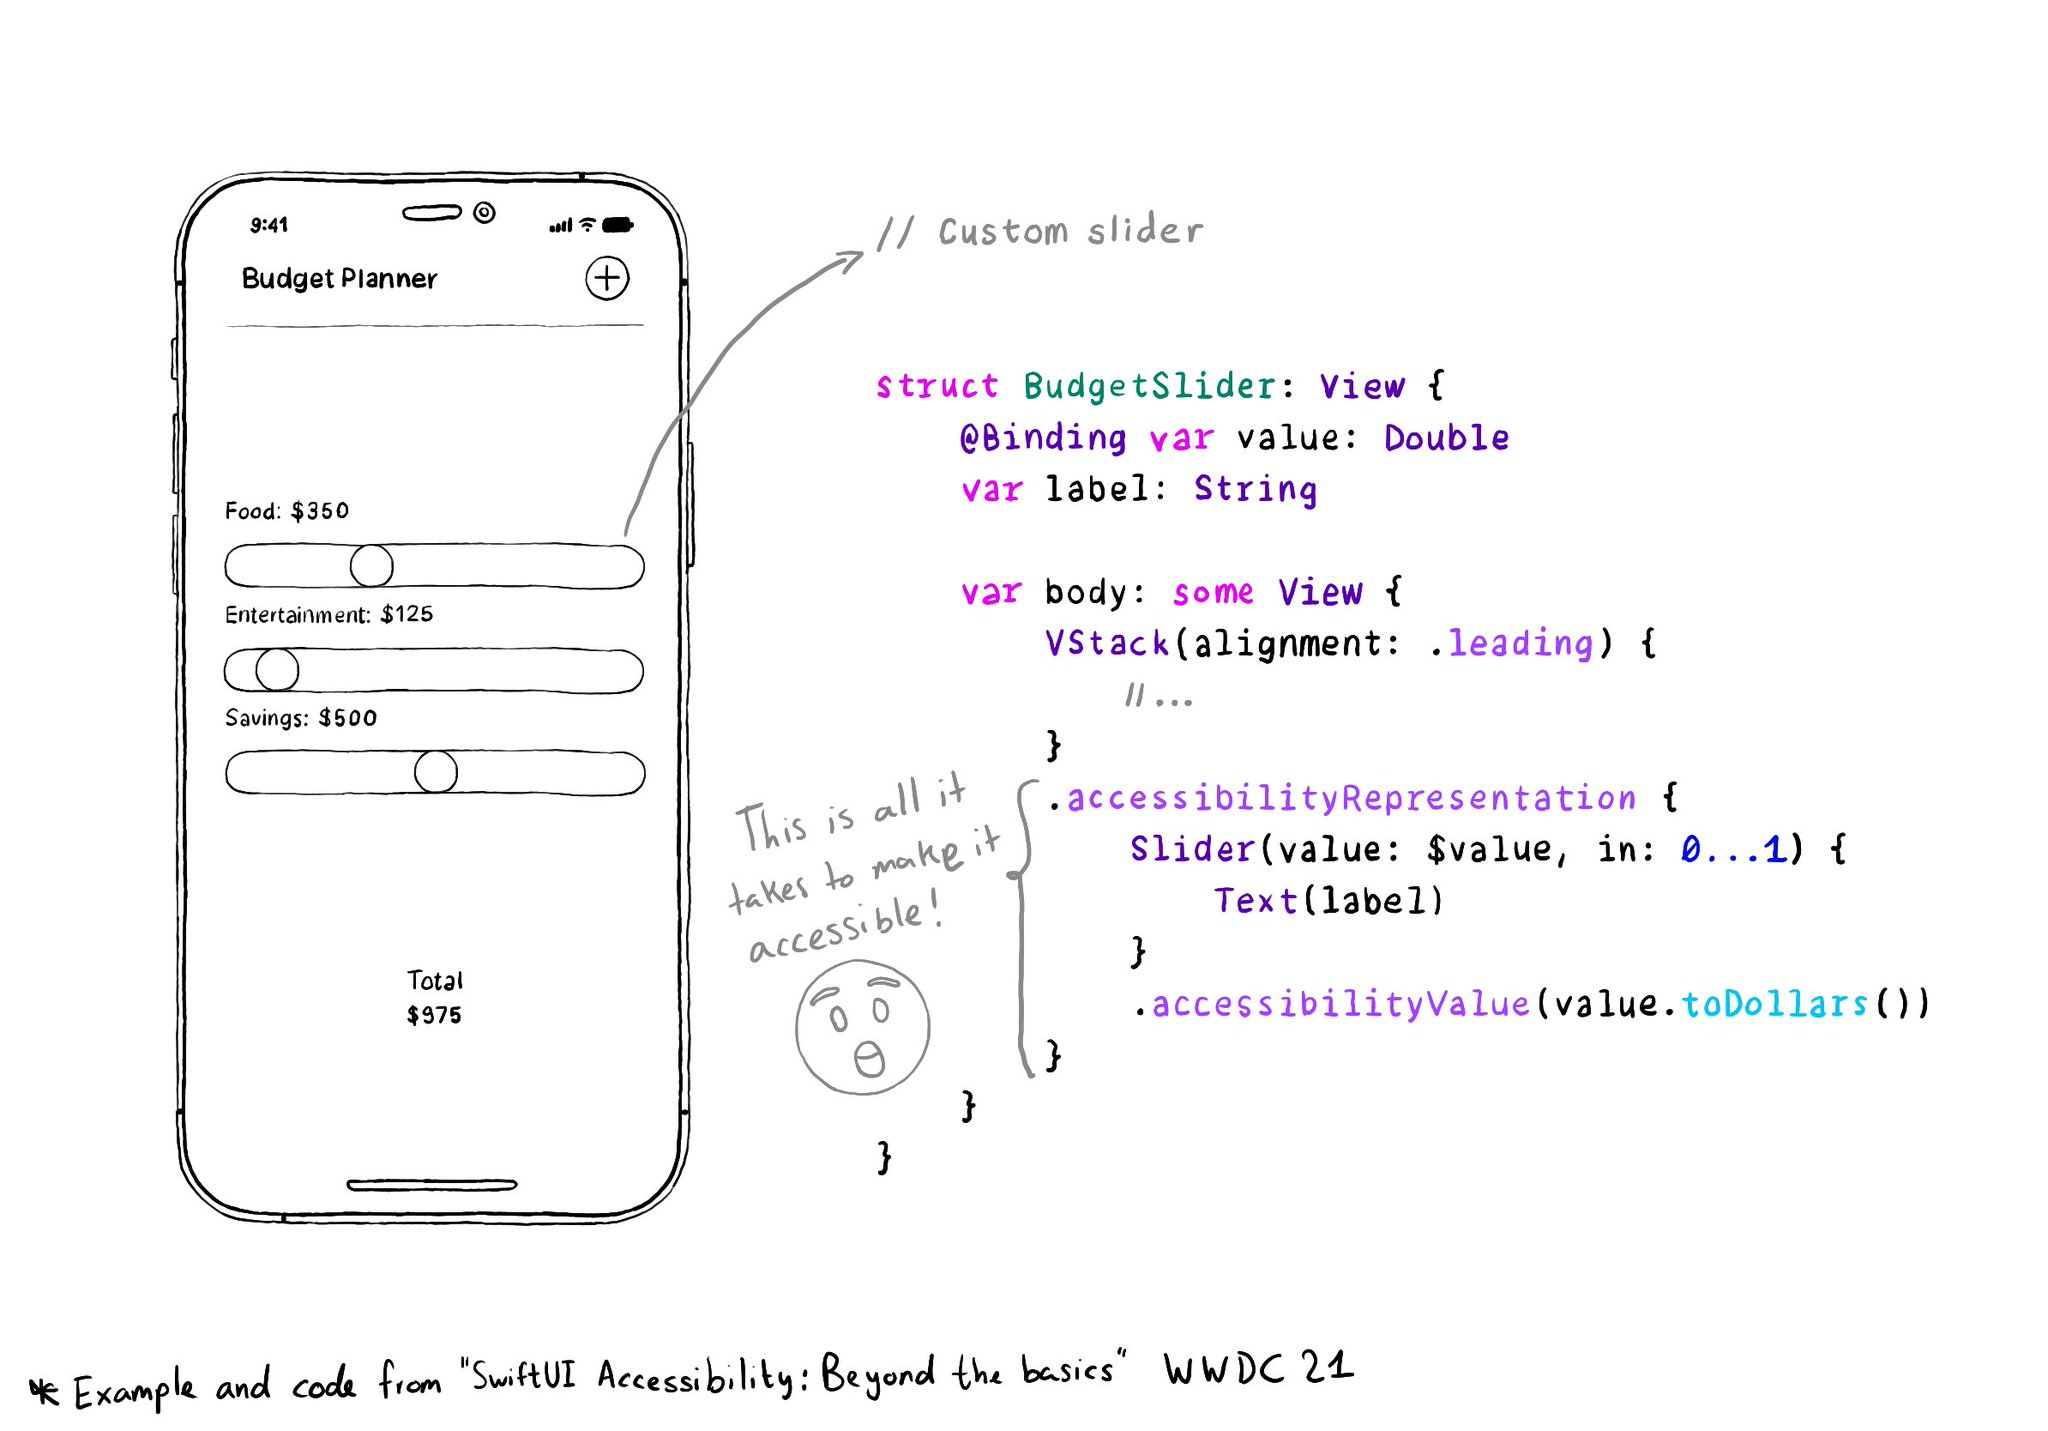 9:41
Budget Planner
Food: $350
Entertainment: $125
Savings: $500
Total
$975
// Custom slider
struct BudgetSlider: View {
@Binding var value: Double
var label: String
var body: some View {
VStack(alignment: .leading) {
//...
}
.accessibilityRepresentation {
Slider(value: $value, in: 0...1) {
Text(label)
}
.accessibilityValue(value.toDollars())
}
}
}
This is all it
takes to make it
accessible!
* Example and code from "SwiftUI Accessibility: Beyond the basics" WWDC 21